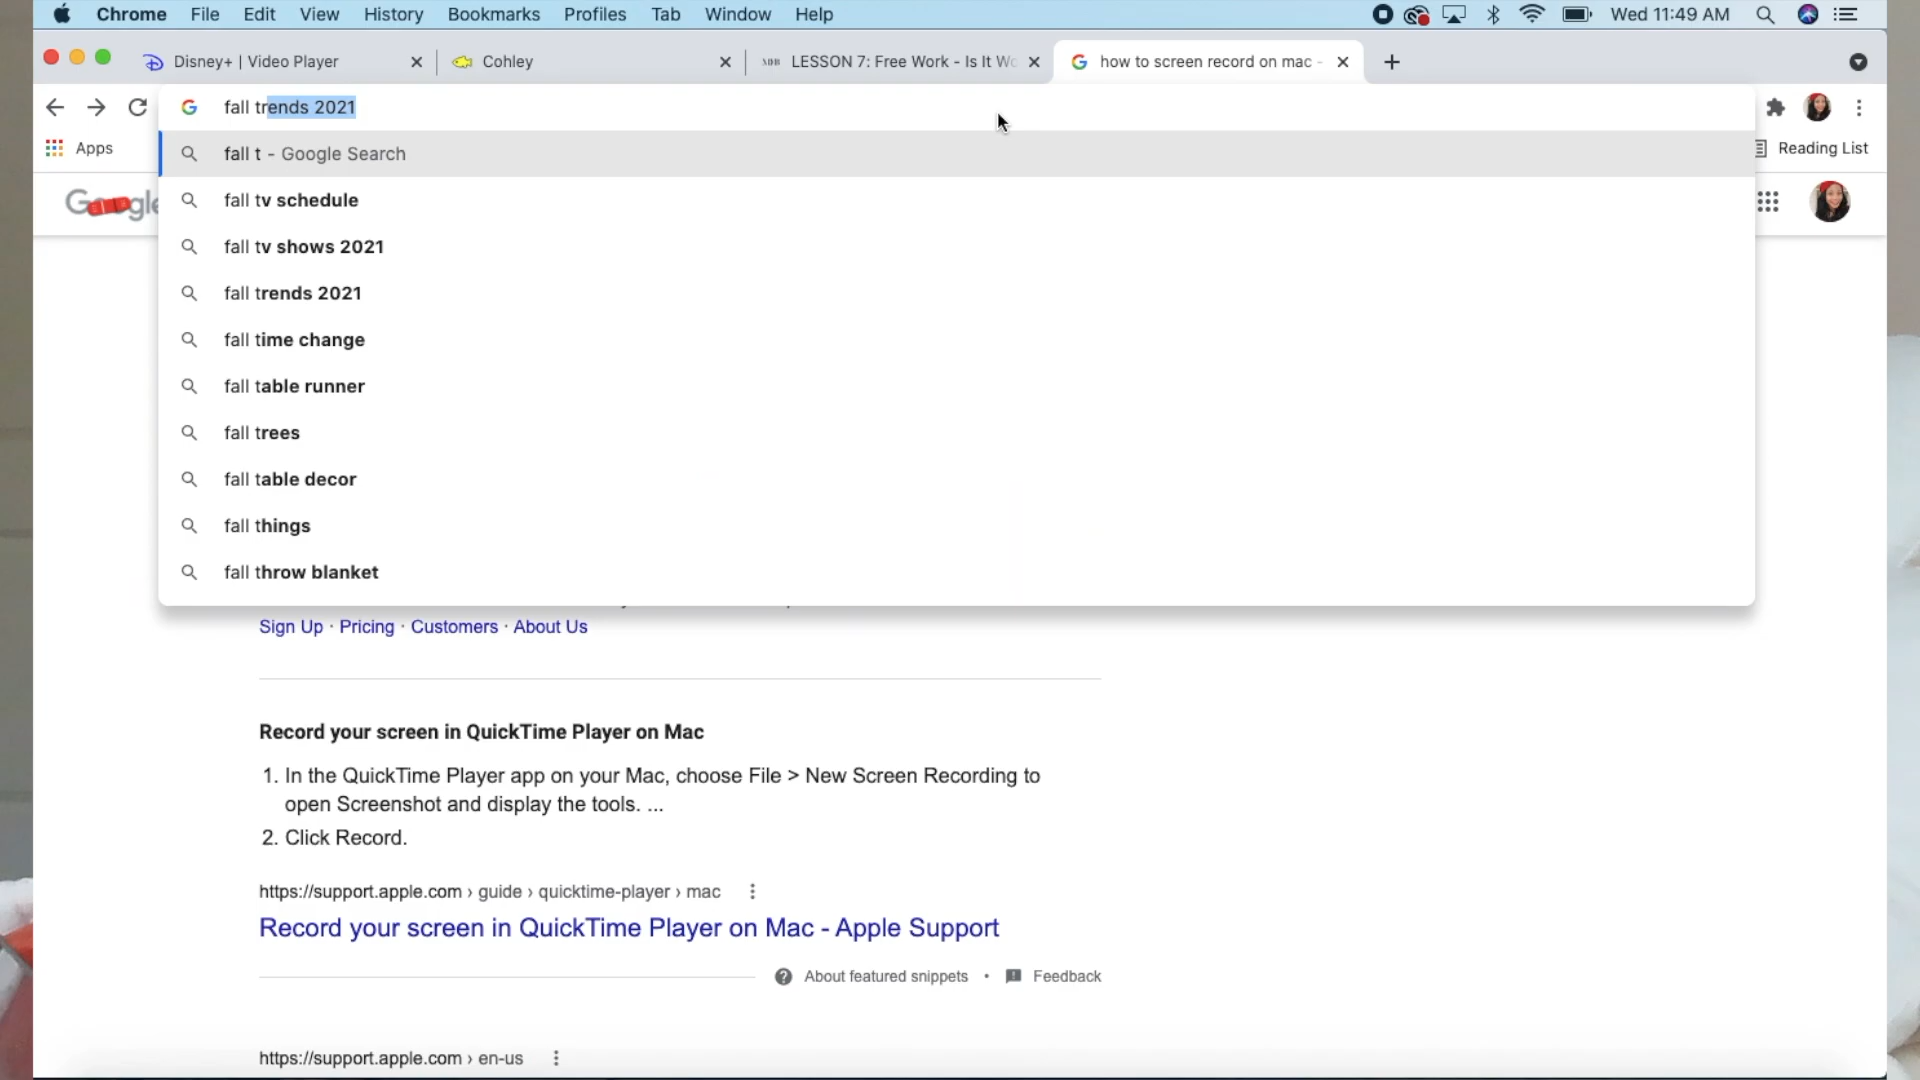 Chrome File Edit View History Bookmarks Profiles Tab Window Help Wed 11:49 AM
Disney+ | Video Player Cohley LESSON 7: Free Work - Is It Wo how to screen record on mac -
fall trends 2021
Apps fall t - Google Search Reading List
Google fall tv schedule
fall tv shows 2021
fall trends 2021
fall time change
fall table runner
fall trees
fall table decor
fall things
fall throw blanket
Sign Up · Pricing · Customers · About Us
Record your screen in QuickTime Player on Mac
1. In the QuickTime Player app on your Mac, choose File > New Screen Recording to
open Screenshot and display the tools. ...
2. Click Record.
https://support.apple.com › guide › quicktime-player › mac
Record your screen in QuickTime Player on Mac - Apple Support
About featured snippets • Feedback
https://support.apple.com › en-us